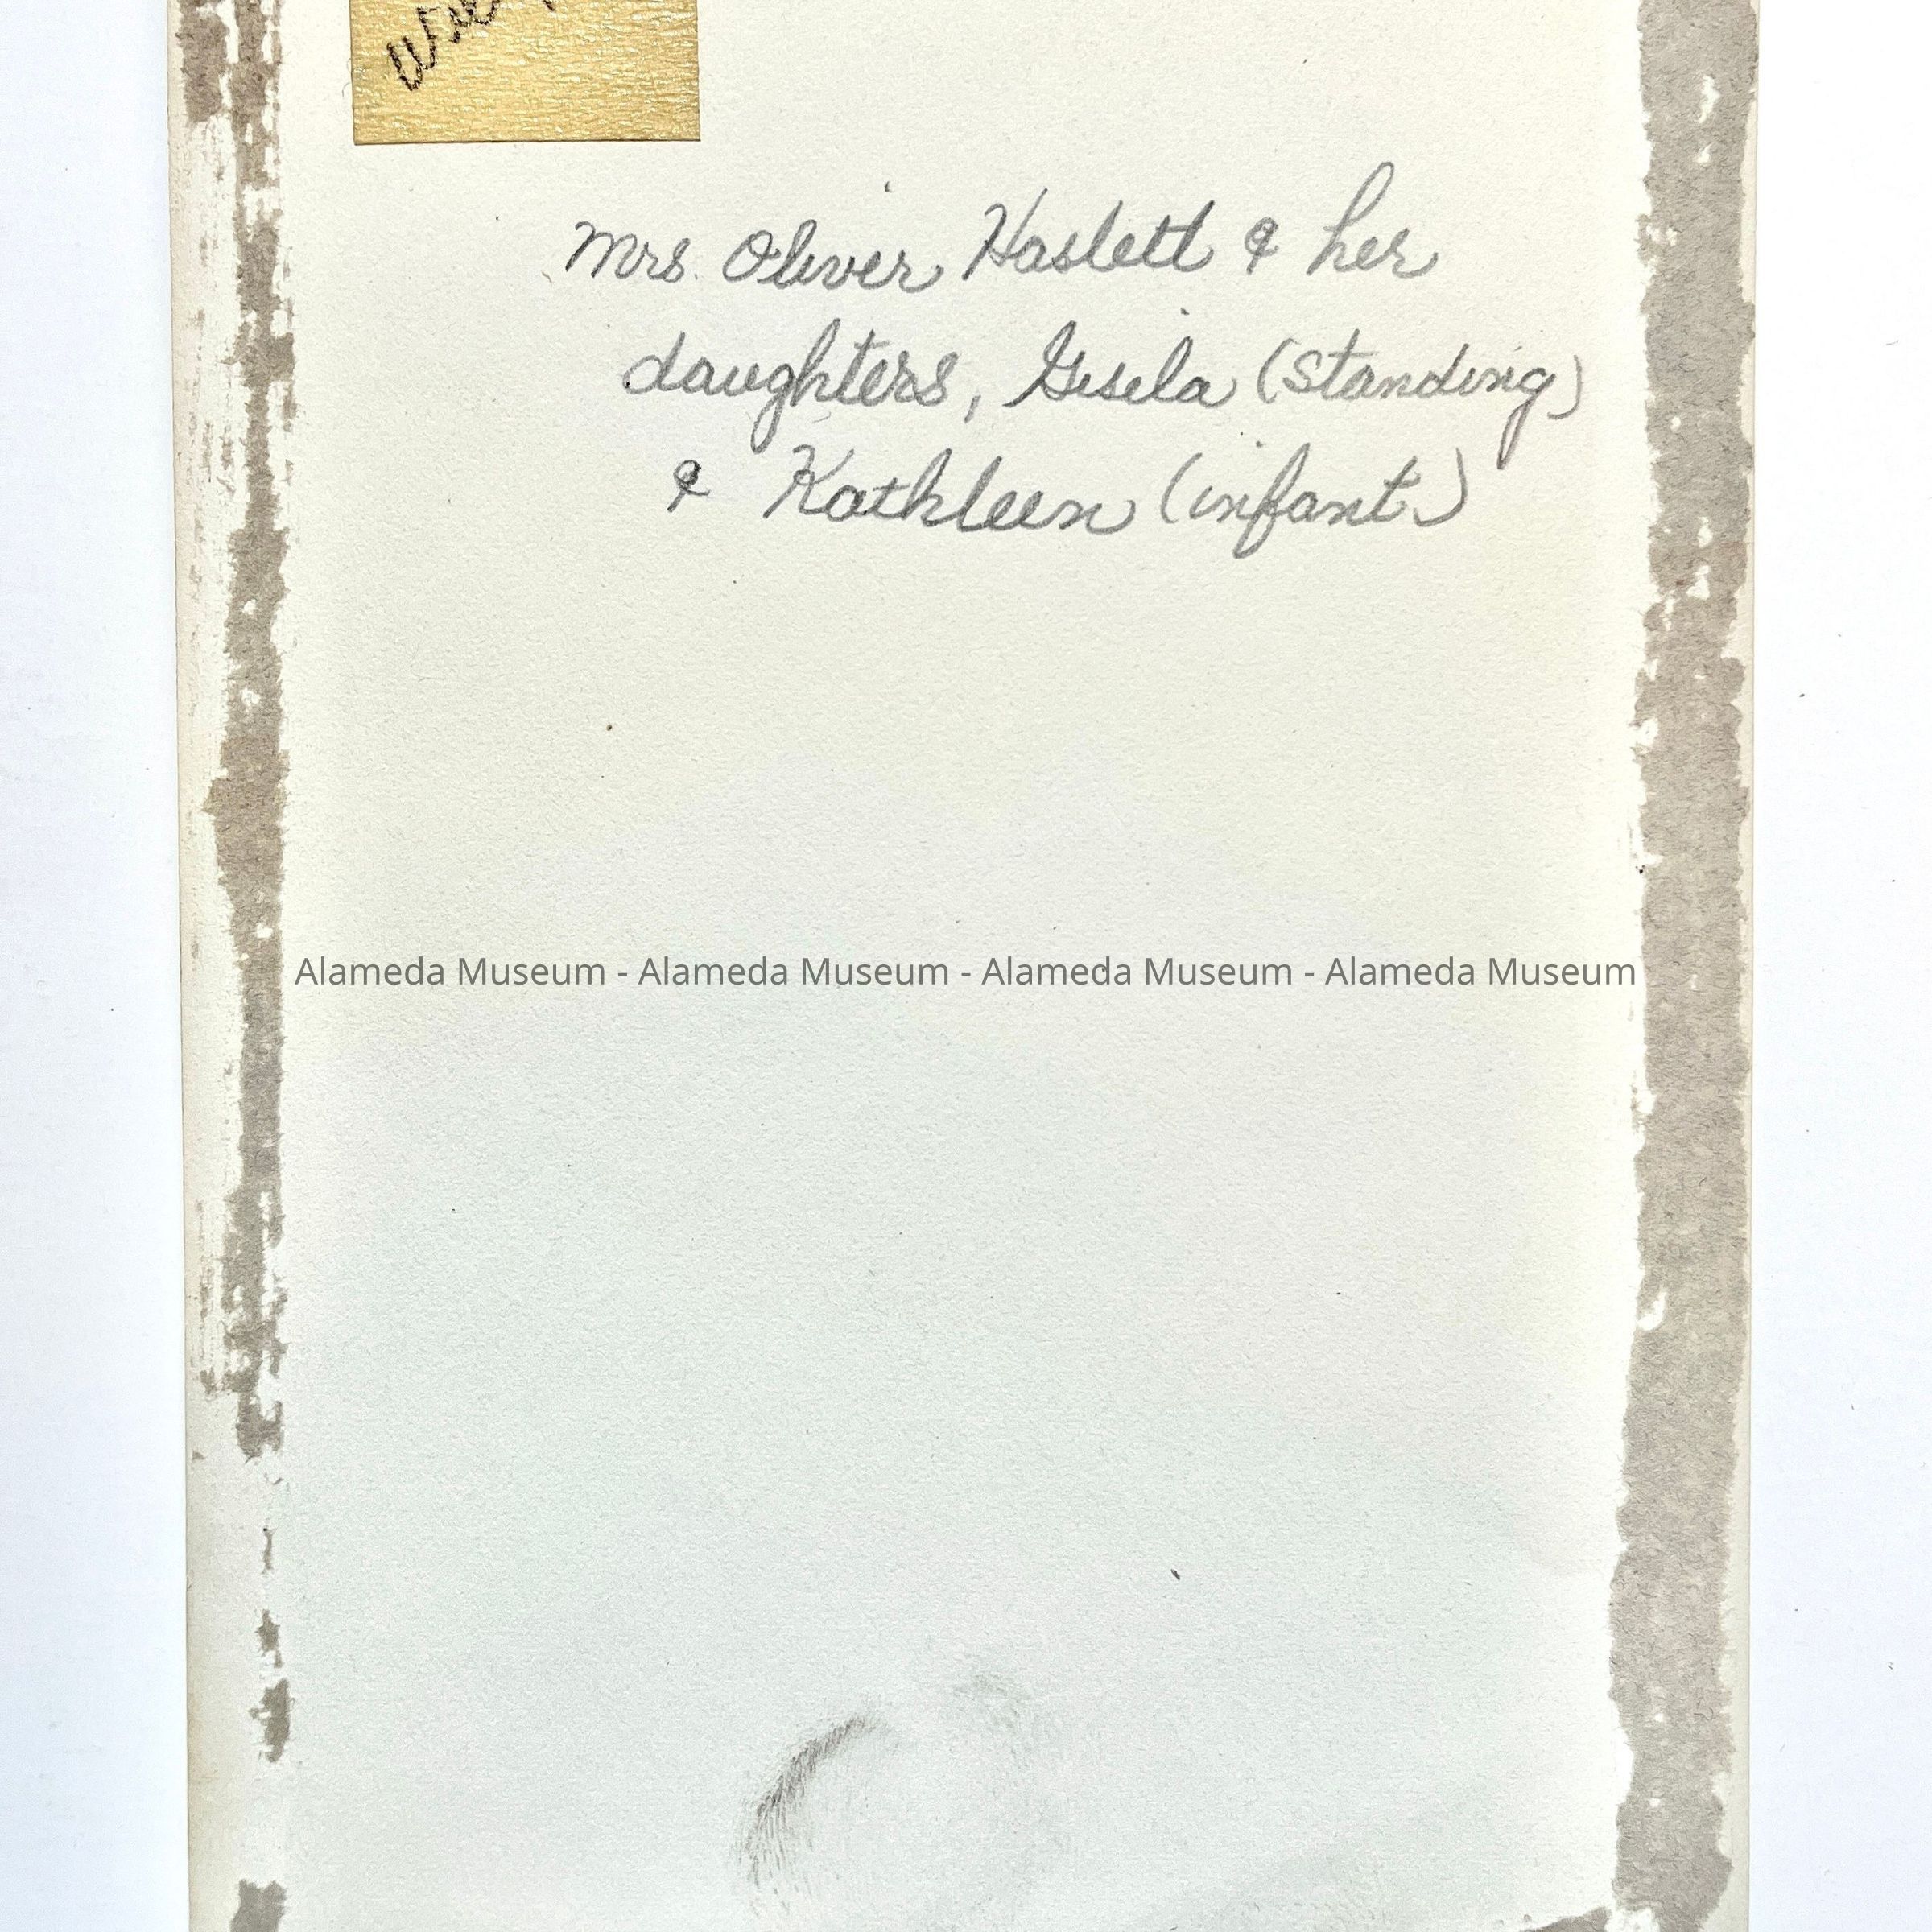 Mrs. Oliver Haslett & her
daughters, Gisela (standing)
& Kathleen (infant)
Alameda Museum - Alameda Museum - Alameda Museum - Alameda Museum